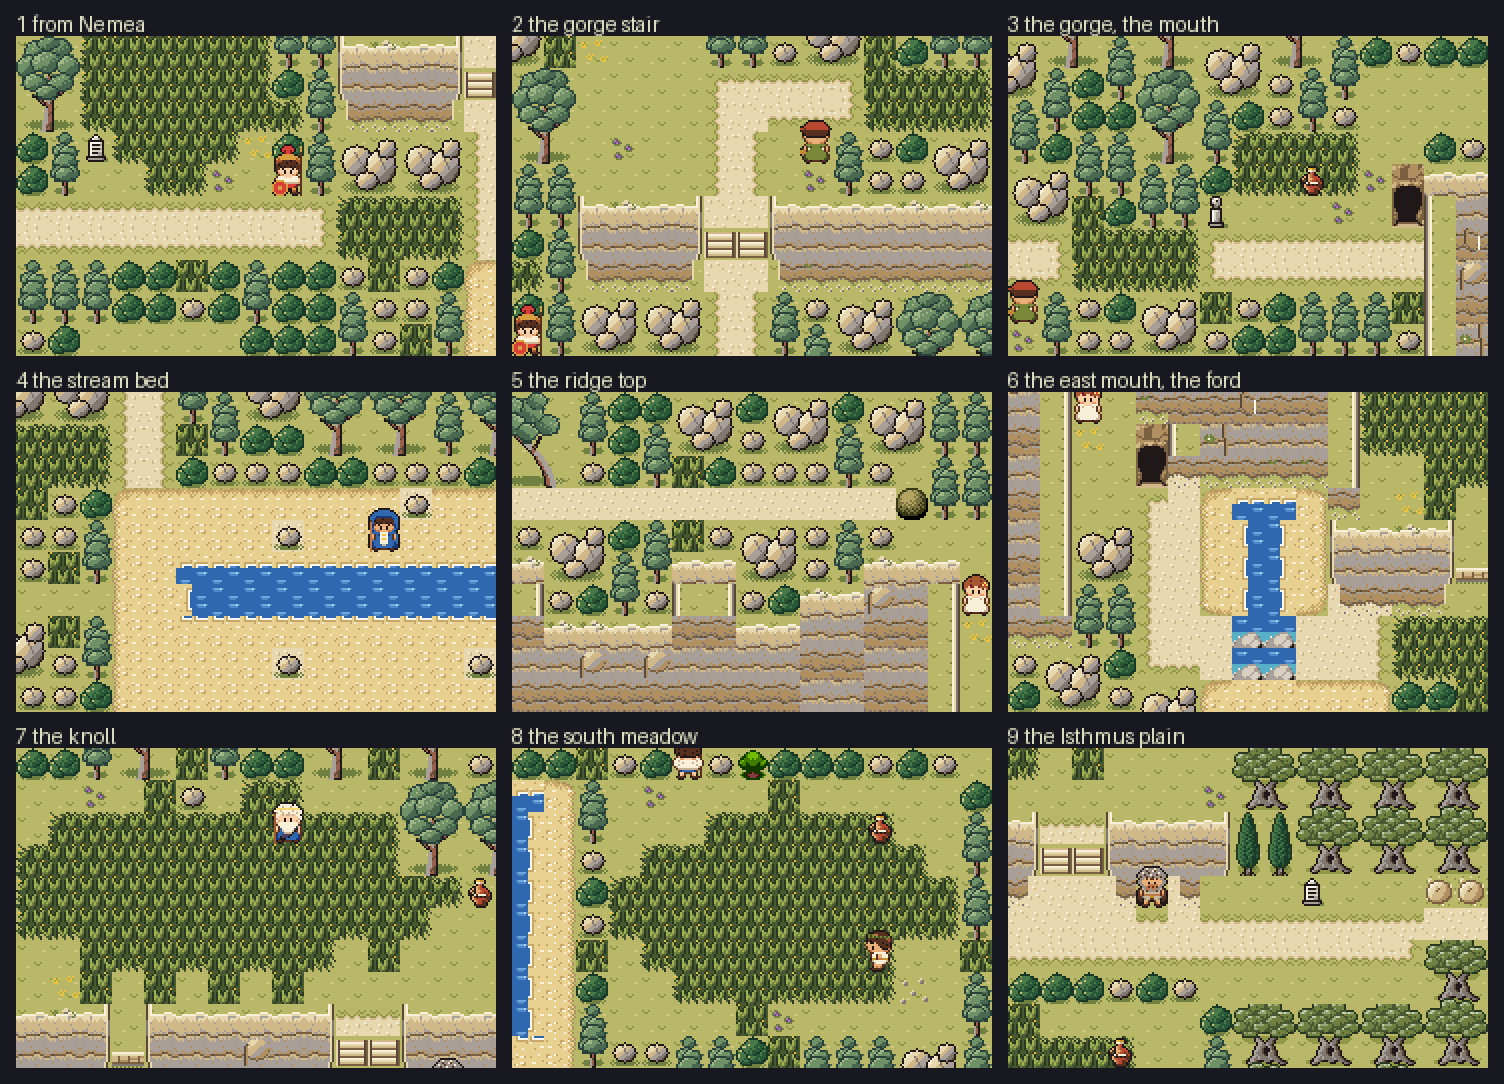 1 from Nemea
2 the gorge stair
3 the gorge, the mouth
4 the stream bed
5 the ridge top
6 the east mouth, the ford
7 the knoll
8 the south meadow
9 the Isthmus plain